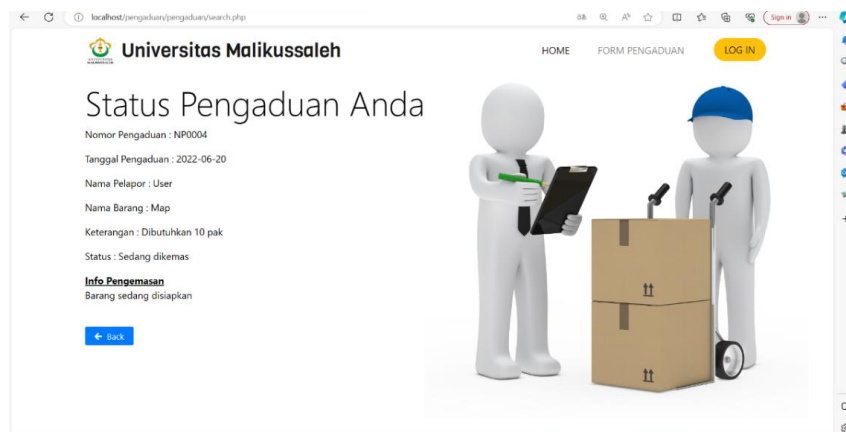 localhost/pengaduan/pengaduan/search.php
Sign in
Universitas Malikussaleh
HOME
FORM PENGADUAN
LOG IN
Status Pengaduan Anda
Nomor Pengaduan : NP0004
Tanggal Pengaduan : 2022-06-20
Nama Pelapor : User
Nama Barang : Map
Keterangan : Dibutuhkan 10 pak
Status : Sedang dikemas
Info Pengemasan
Barang sedang disiapkan
Back